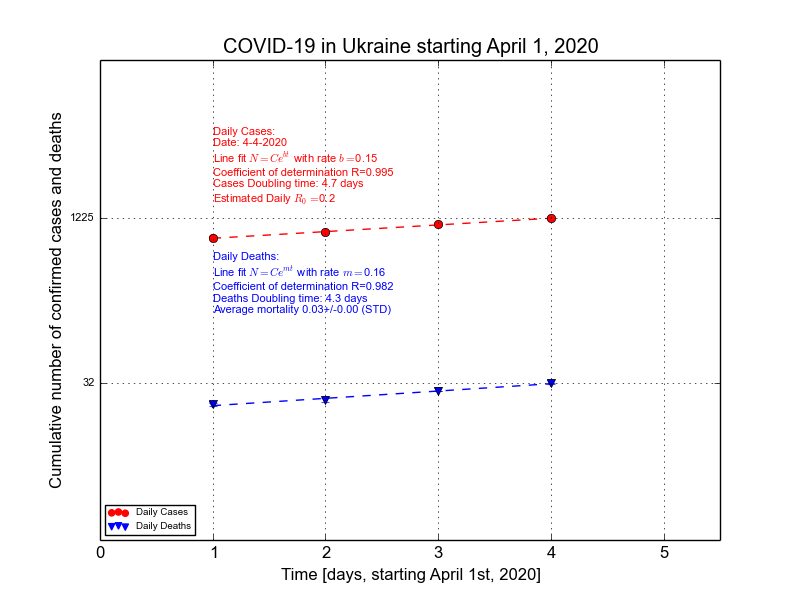 COVID-19 in Ukraine starting April 1, 2020
Cumulative number of confirmed cases and deaths
Daily Cases:
Date: 4-4-2020
Line fit N = Ce^{bt} with rate b =0.15
Coefficient of determination R=0.995
Cases Doubling time: 4.7 days
Estimated Daily R_0 =0.2
1225
Daily Deaths:
Line fit N = Ce^{mt} with rate m =0.16
Coefficient of determination R=0.982
Deaths Doubling time: 4.3 days
Average mortality 0.03+/-0.00 (STD)
32
Daily Cases
Daily Deaths
0 1 2 3 4 5
Time [days, starting April 1st, 2020]